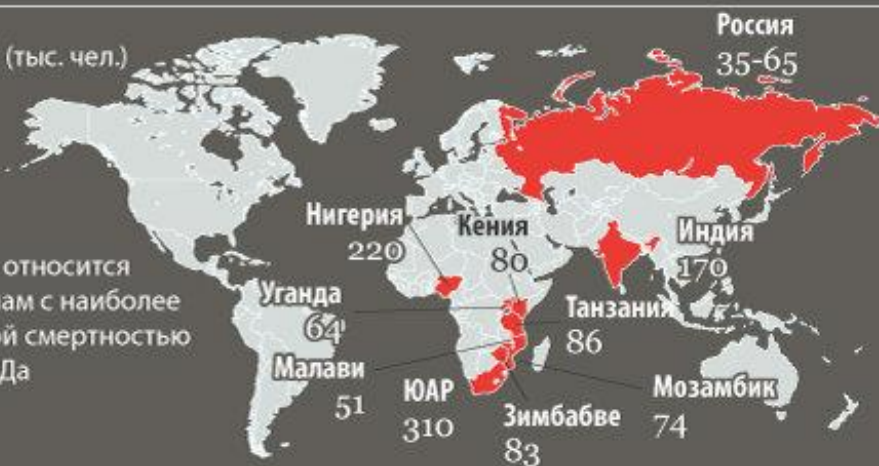 (тыс. чел.)
Россия
35-65
Нигерия
220
Кения
80
Индия
170
относится
ам с наиболее
й смертностью
Да
Уганда
64
Танзания
86
Малави
51
ЮАР
310
Зимбабве
83
Мозамбик
74